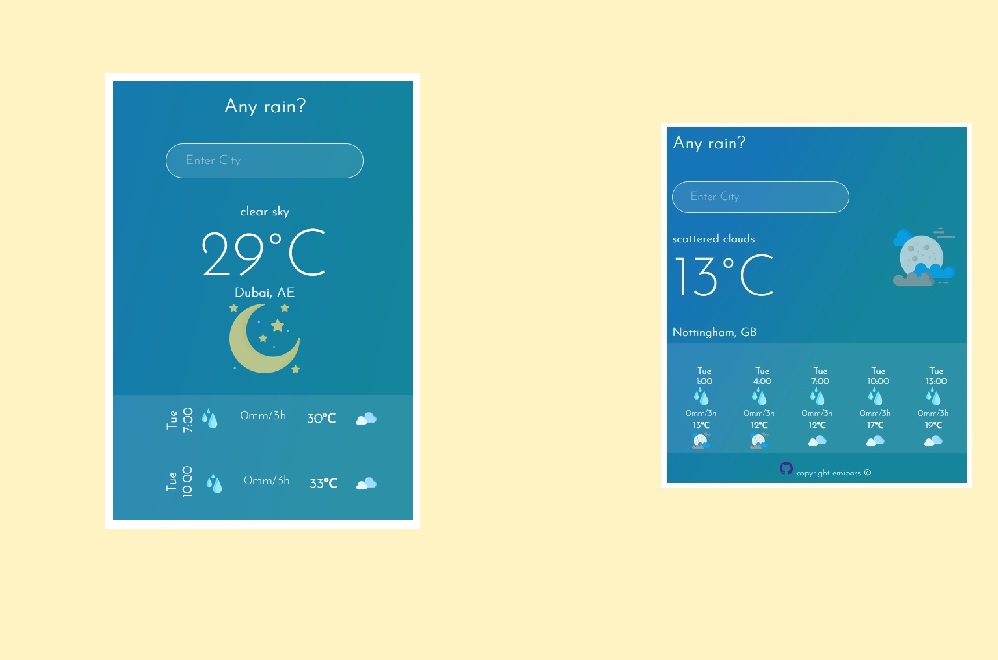 Any rain?
Enter City
clear sky
29°C
Dubai, AE
Tue 7:00 0mm/3h 30°C
Tue 10:00 0mm/3h 33°C
Any rain?
Enter City
scattered clouds
13°C
Nottingham, GB
Tue Tue Tue Tue Tue
1:00 4:00 7:00 10:00 13:00
0mm/3h 0mm/3h 0mm/3h 0mm/3h 0mm/3h
13°C 12°C 12°C 17°C 19°C
copyright emipars ©